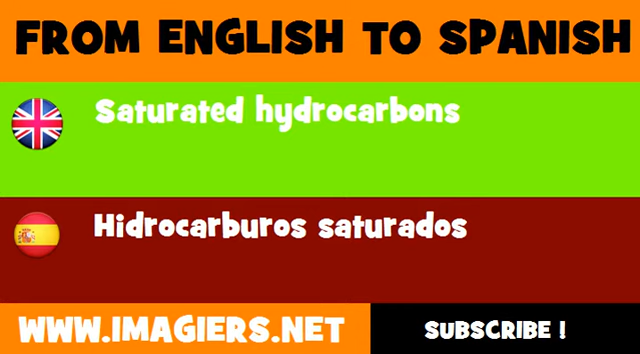 FROM ENGLISH TO SPANISH
Saturated hydrocarbons
Hidrocarburos saturados
WWW.IMAGIERS.NET
SUBSCRIBE !